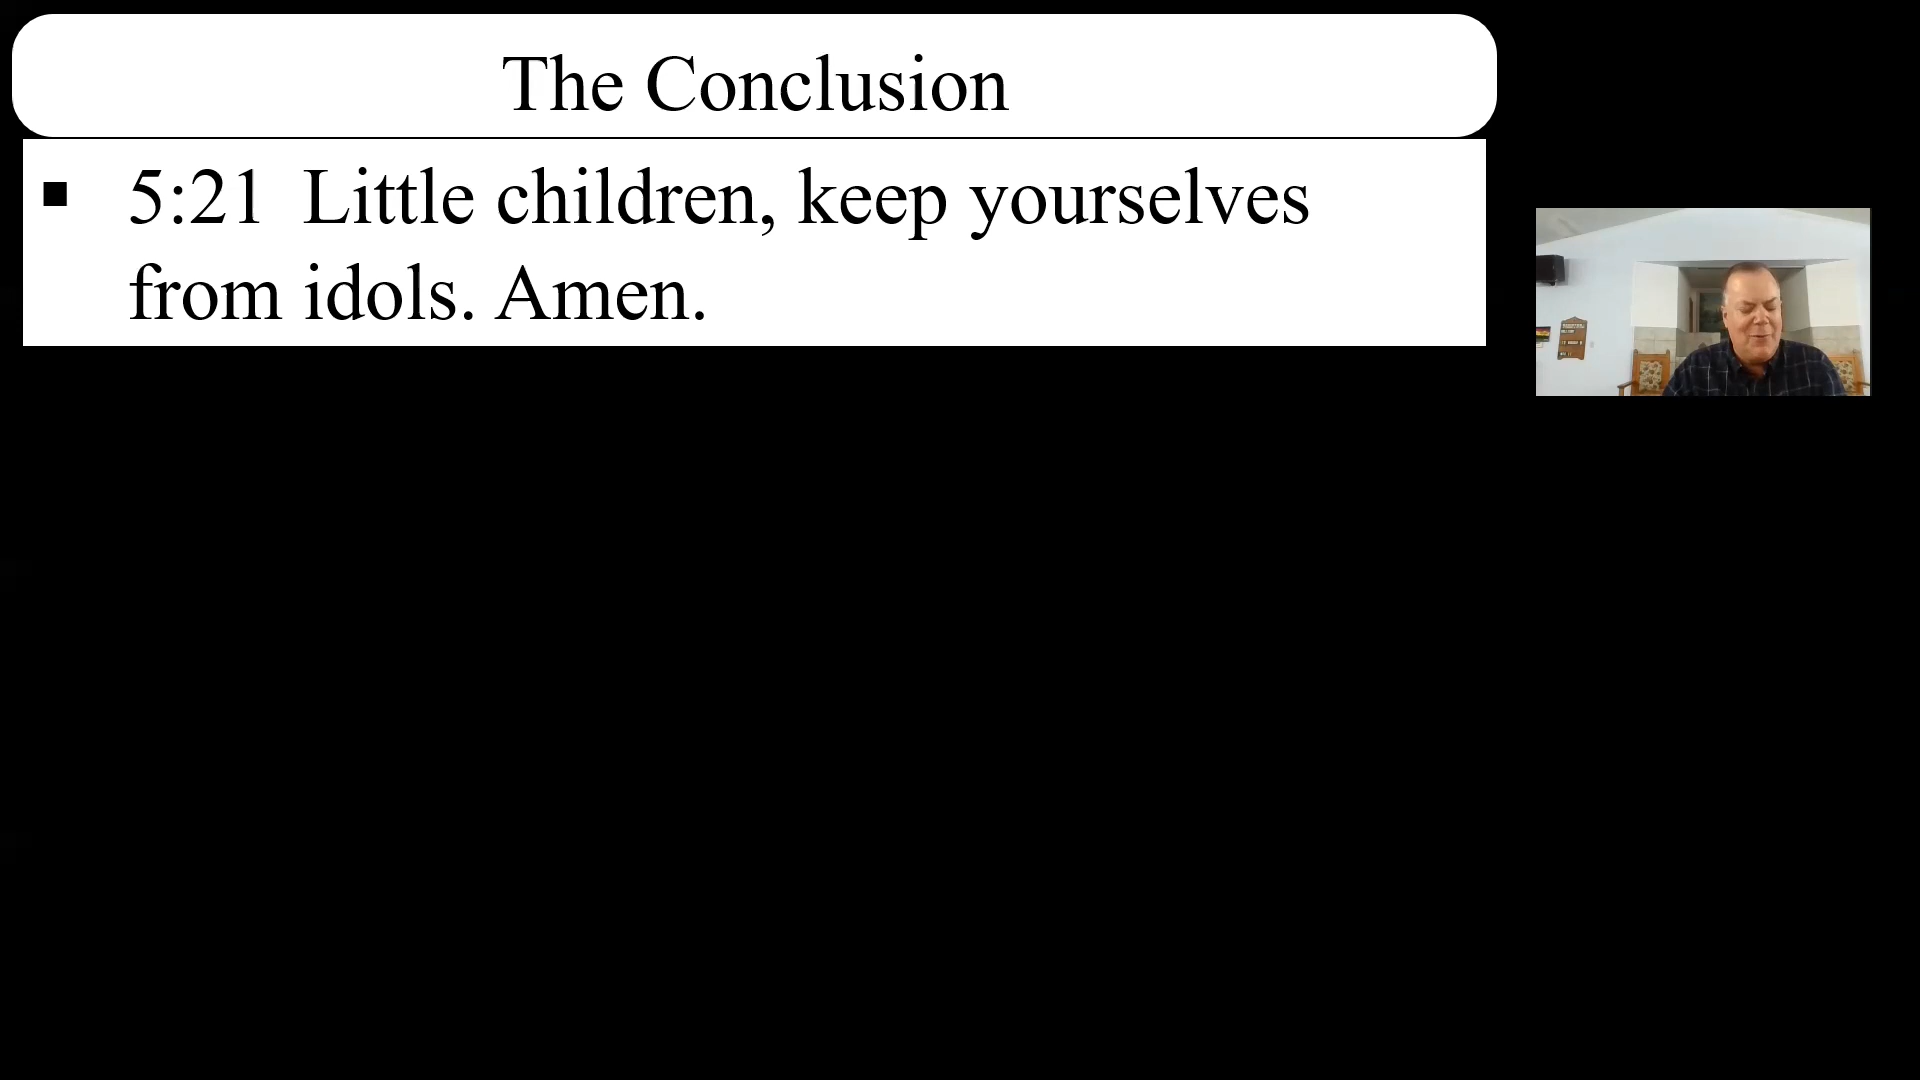 The Conclusion
▪ 5:21 Little children, keep yourselves
from idols. Amen.